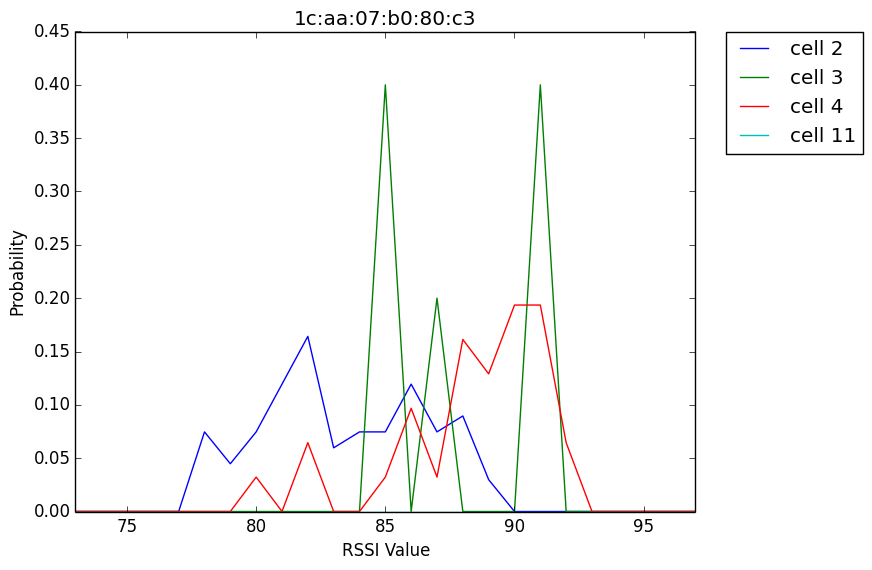 1c:aa:07:b0:80:c3
0.45
0.40
0.35
0.30
0.25
0.20
0.15
0.10
0.05
0.00
Probability
75 80 85 90 95
RSSI Value
cell 2
cell 3
cell 4
cell 11